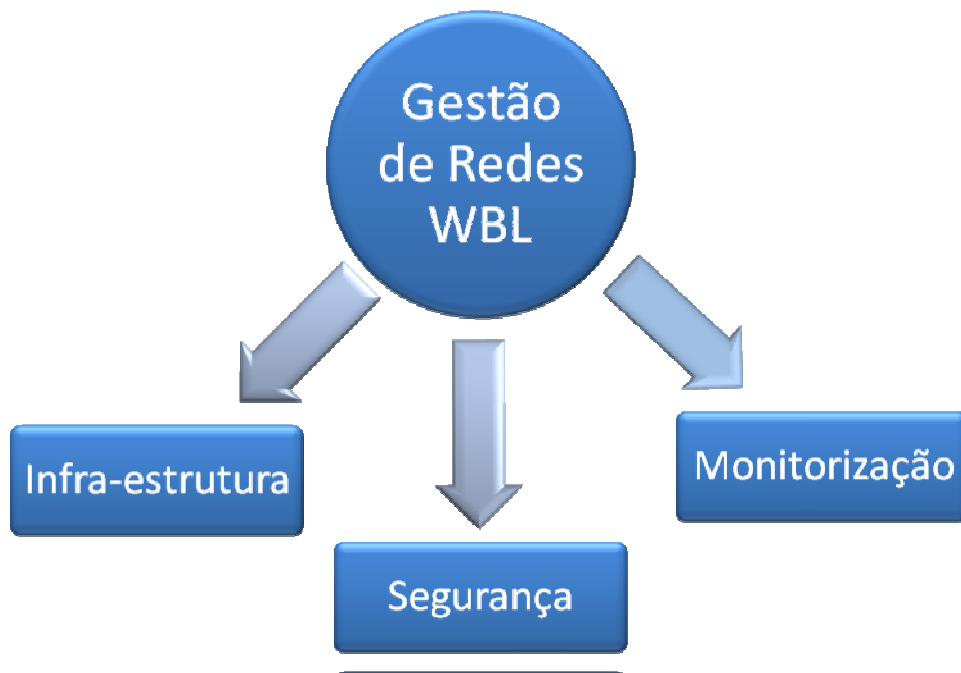 Gestão
de Redes
WBL
Infra-estrutura
Monitorização
Segurança